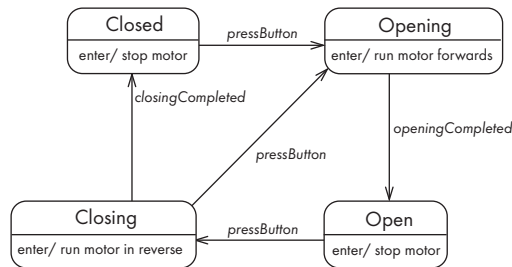 Closed
enter/ stop motor
pressButton
Opening
enter/ run motor forwards
closingCompleted
openingCompleted
pressButton
Closing
enter/ run motor in reverse
pressButton
Open
enter/ stop motor